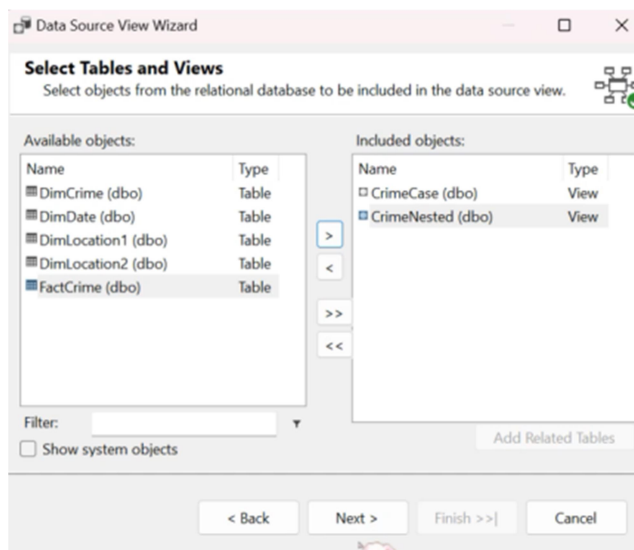 Data Source View Wizard
Select Tables and Views
Select objects from the relational database to be included in the data source view.
Available objects:
Name Type
DimCrime (dbo) Table
DimDate (dbo) Table
DimLocation1 (dbo) Table
DimLocation2 (dbo) Table
FactCrime (dbo) Table
>
<
>>
<<
Included objects:
Name Type
CrimeCase (dbo) View
CrimeNested (dbo) View
Filter:
Show system objects
Add Related Tables
< Back Next > Finish >>| Cancel